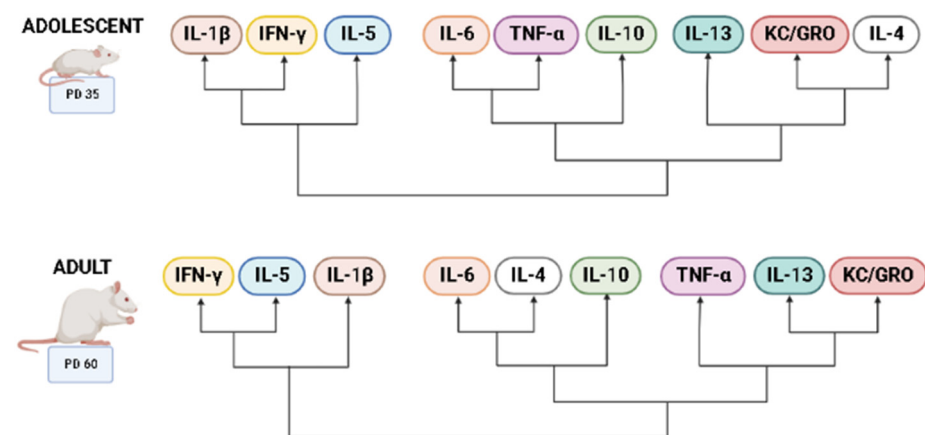 ADOLESCENT
PD 35
IL-1β IFN-γ IL-5 IL-6 TNF-α IL-10 IL-13 KC/GRO IL-4
ADULT
PD 60
IFN-γ IL-5 IL-1β IL-6 IL-4 IL-10 TNF-α IL-13 KC/GRO